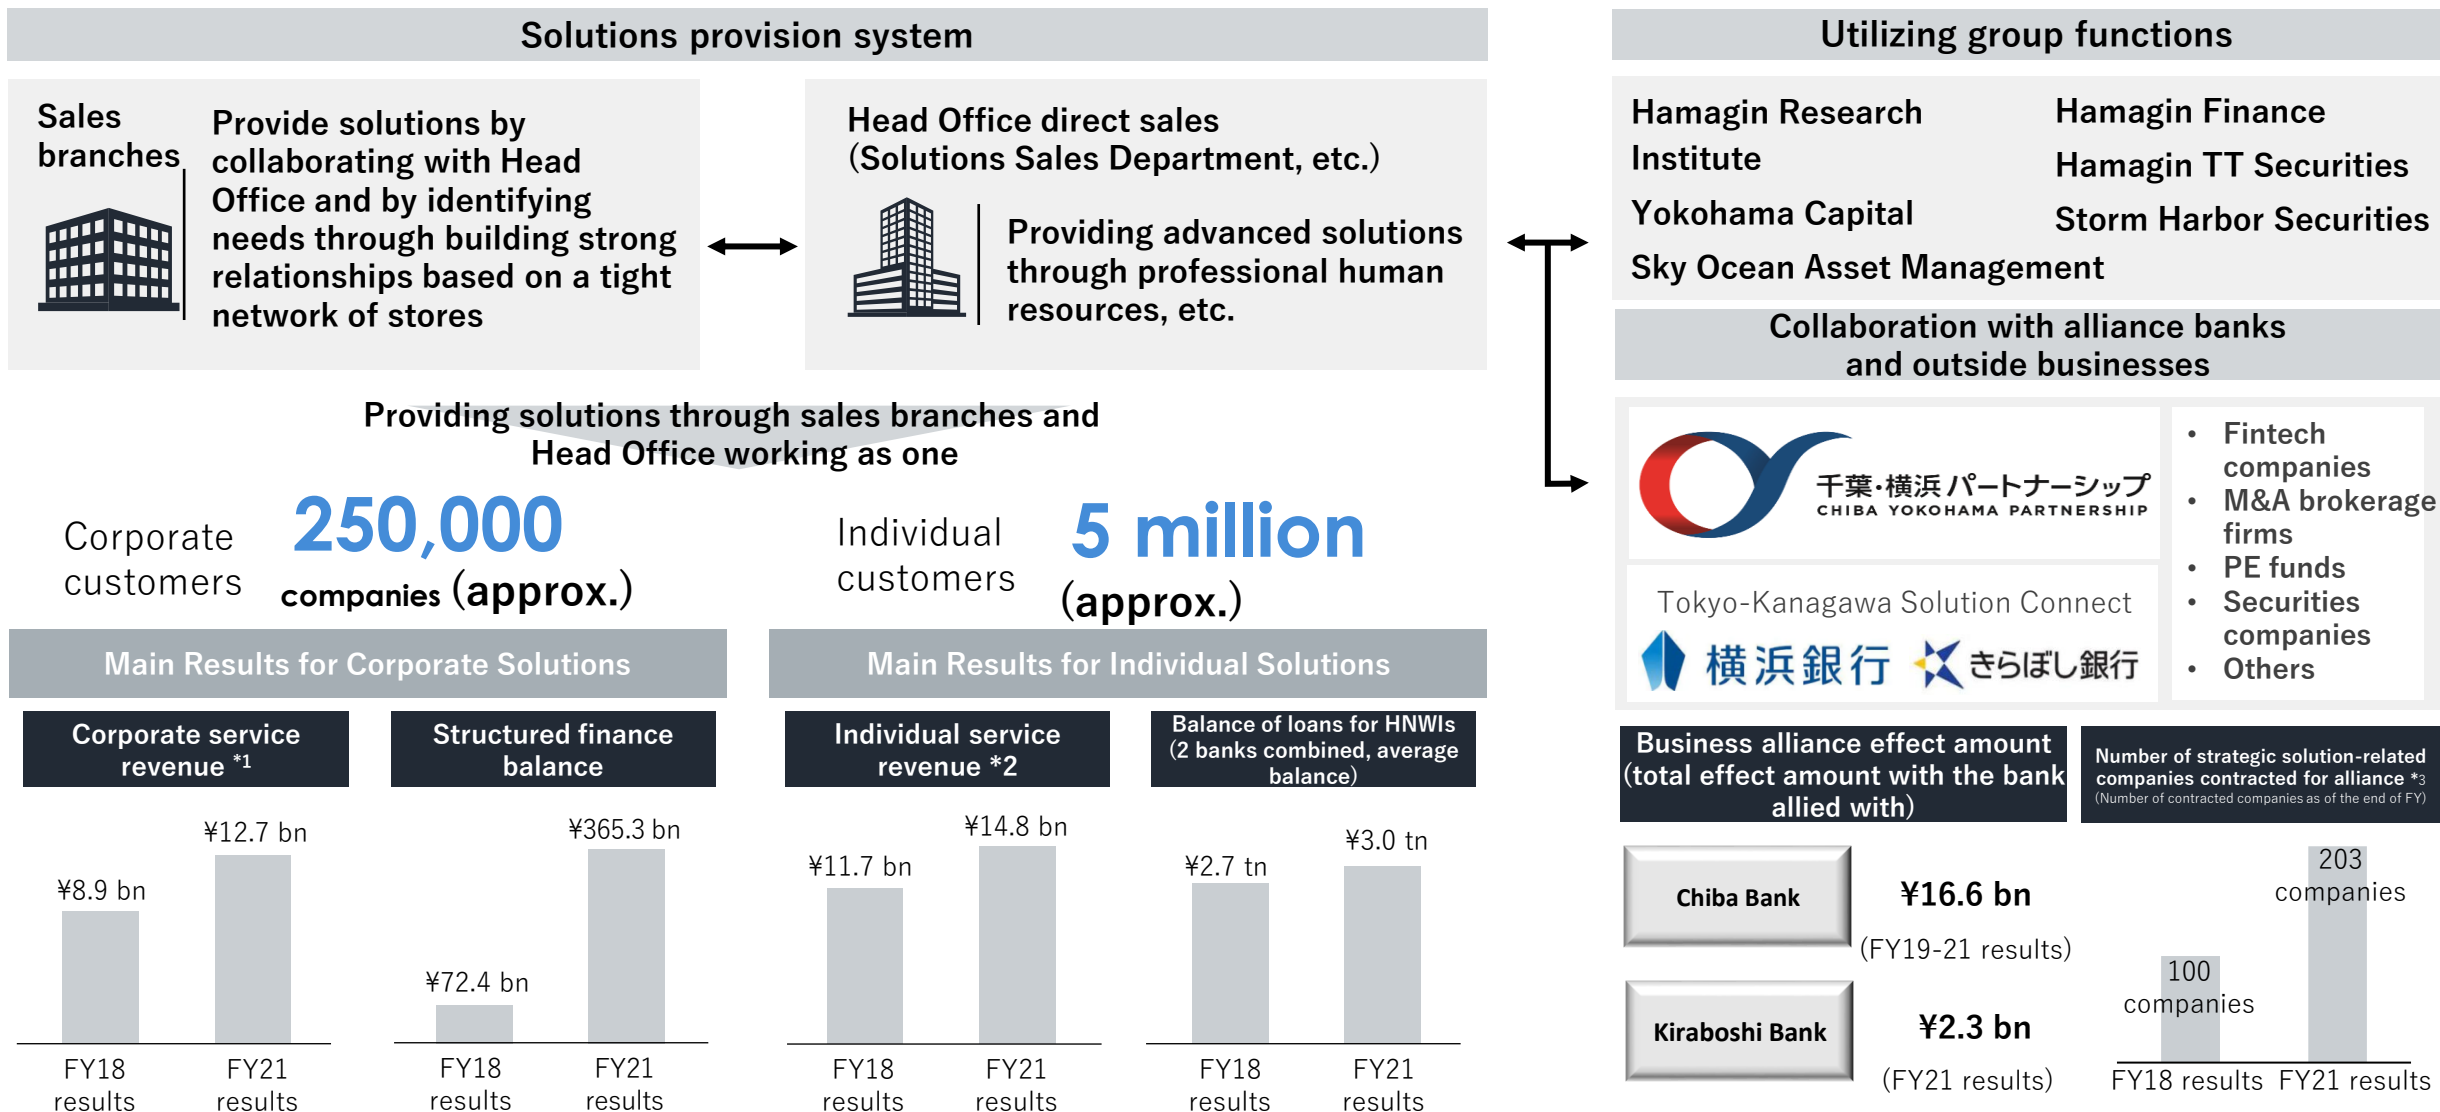 Solutions provision system
Sales
branches
Provide solutions by
collaborating with Head
Office and by identifying
needs through building strong
relationships based on a tight
network of stores
Head Office direct sales
(Solutions Sales Department, etc.)
Providing advanced solutions
through professional human
resources, etc.
Providing solutions through sales branches and
Head Office working as one
Corporate
customers
250,000
companies (approx.)
Individual
customers
5 million
(approx.)
Main Results for Corporate Solutions
Corporate service
revenue *1
¥8.9 bn
¥12.7 bn
FY18
results
FY21
results
Structured finance
balance
¥72.4 bn
¥365.3 bn
FY18
results
FY21
results
Main Results for Individual Solutions
Individual service
revenue *2
¥11.7 bn
¥14.8 bn
FY18
results
FY21
results
Balance of loans for HNWIs
(2 banks combined, average
balance)
¥2.7 tn
¥3.0 tn
FY18
results
FY21
results
Utilizing group functions
Hamagin Research
Institute
Yokohama Capital
Sky Ocean Asset Management
Hamagin Finance
Hamagin TT Securities
Storm Harbor Securities
Collaboration with alliance banks
and outside businesses
千葉・横浜パートナーシップ
CHIBA YOKOHAMA PARTNERSHIP
Tokyo-Kanagawa Solution Connect
横浜銀行 きらぼし銀行
• Fintech
companies
• M&A brokerage
firms
• PE funds
• Securities
companies
• Others
Business alliance effect amount
(total effect amount with the bank
allied with)
Chiba Bank
¥16.6 bn
(FY19-21 results)
Kiraboshi Bank
¥2.3 bn
(FY21 results)
Number of strategic solution-related
companies contracted for alliance *3
(Number of contracted companies as of the end of FY)
100
companies
203
companies
FY18 results
FY21 results